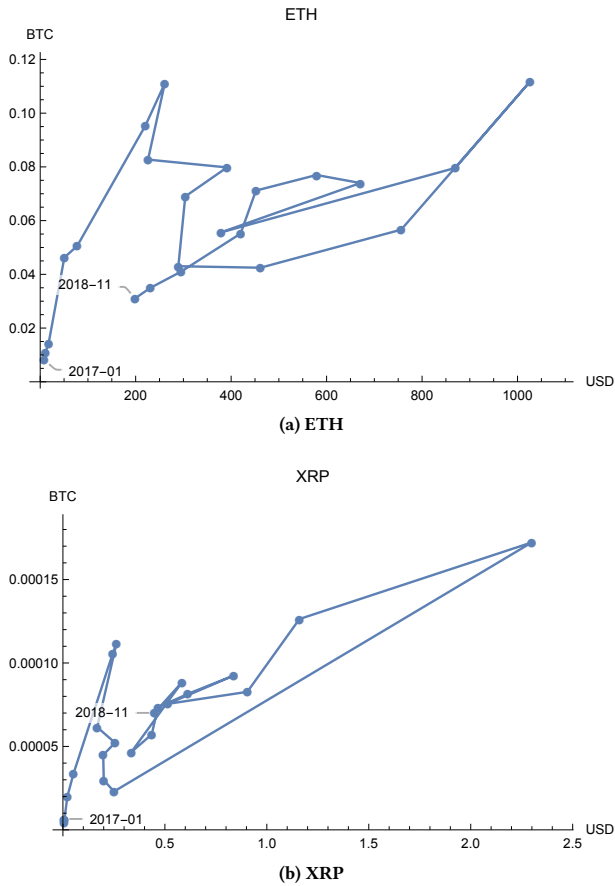 ETH
BTC
0.12
0.10
0.08
0.06
0.04
2018-11
0.02
2017-01
USD
200 400 600 800 1000
(a) ETH
XRP
BTC
0.00015
0.00010
2018-11
0.00005
2017-01
USD
0.5 1.0 1.5 2.0 2.5
(b) XRP